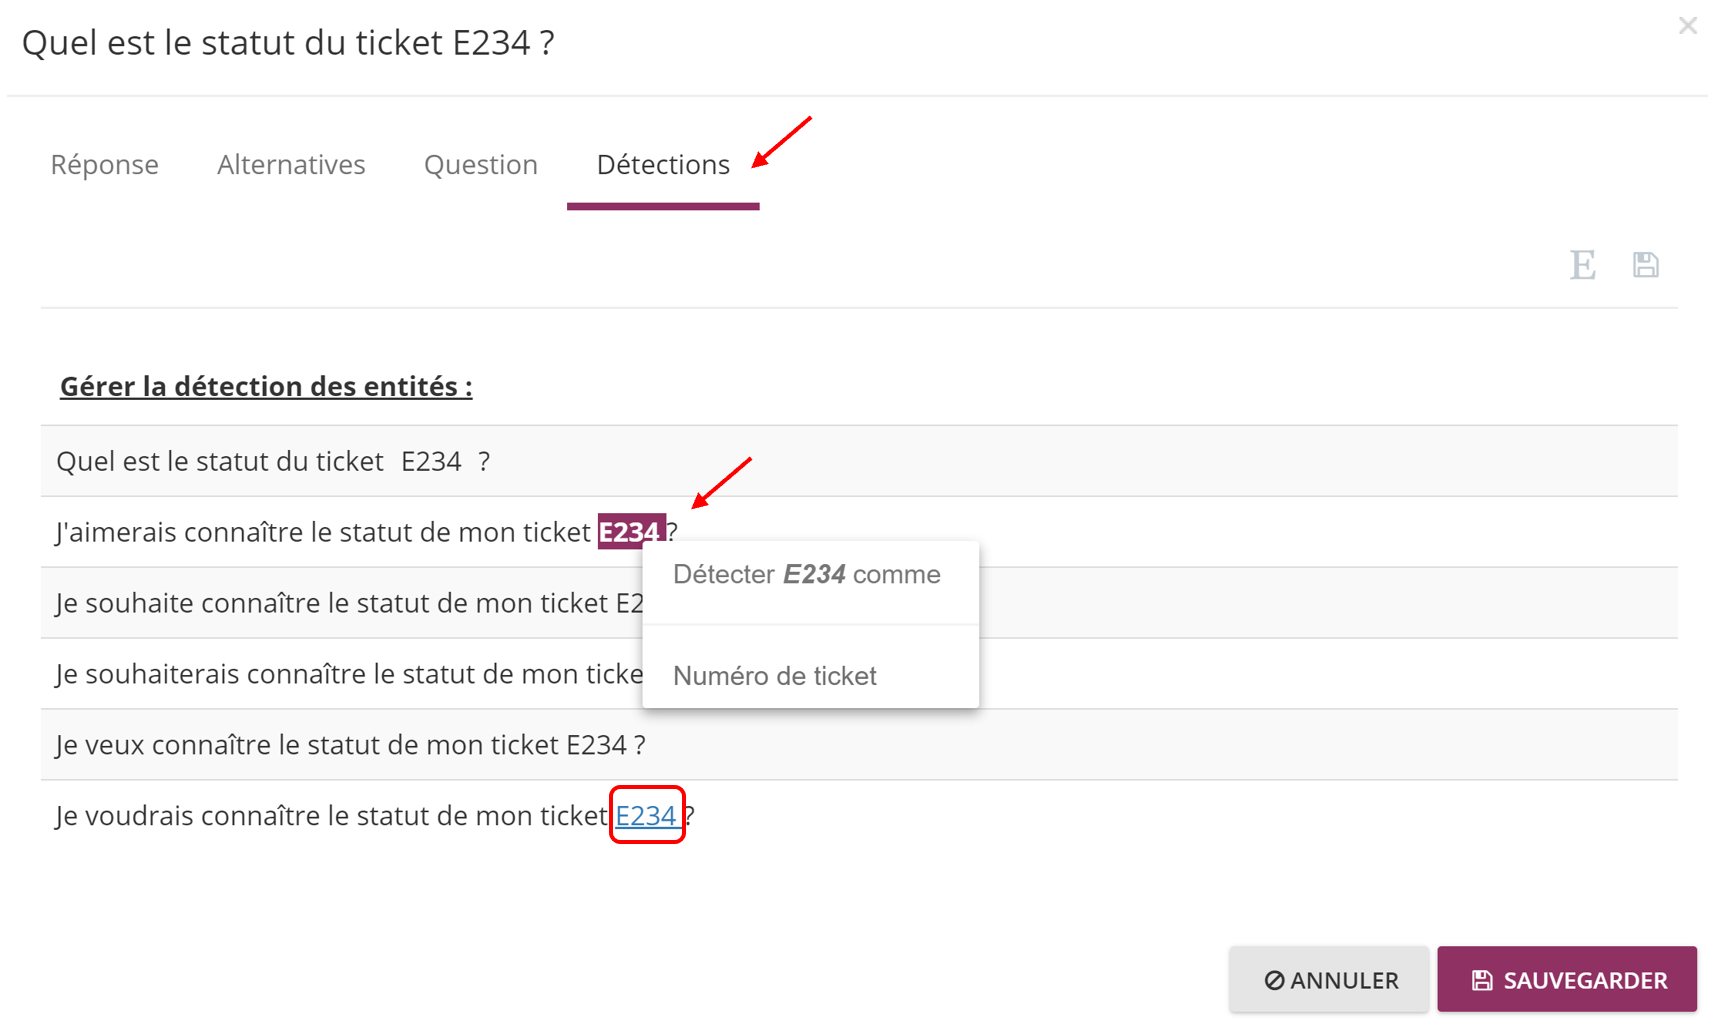 Quel est le statut du ticket E234 ?
Réponse Alternatives Question Détections
E
Gérer la détection des entités :
Quel est le statut du ticket E234 ?
J'aimerais connaître le statut de mon ticket E234 ?
Détecter E234 comme
Je souhaite connaître le statut de mon ticket E2
Je souhaiterais connaître le statut de mon ticke
Numéro de ticket
Je veux connaître le statut de mon ticket E234 ?
Je voudrais connaître le statut de mon ticket E234 ?
ANNULER SAUVEGARDER